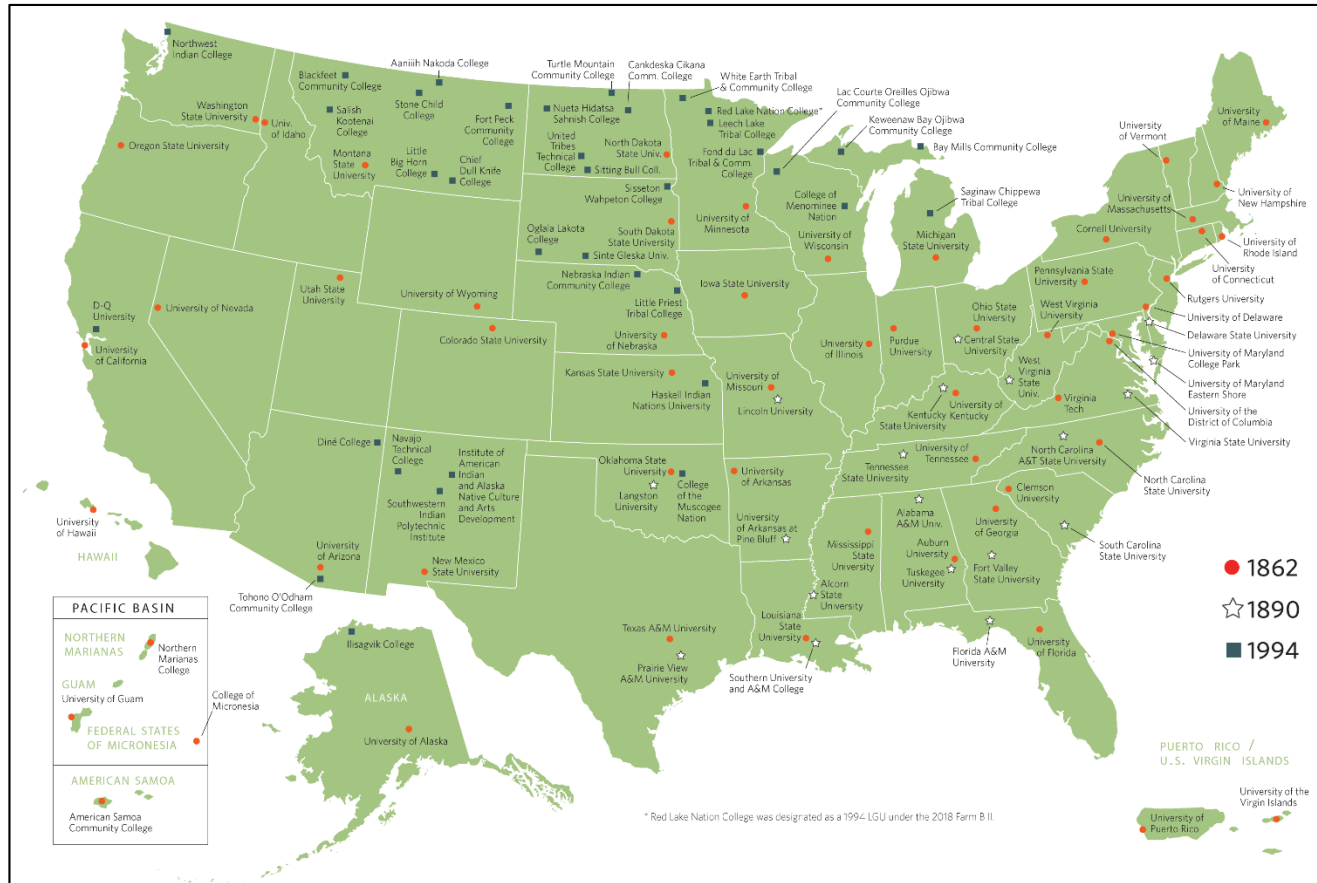 Northwest
Indian College
Washington
State University
Univ.
of Idaho
Oregon State University
Blackfeet
Community College
Salish
Kootenai
College
Montana
State
University
Aaniiih Nakoda College
Stone Child
College
Little
Big Horn
College
Chief
Dull Knife
College
Fort Peck
Community
College
Turtle Mountain
Community College
Cankdeska Cikana
Comm. College
Nueta Hidatsa
Sahnish College
United
Tribes
Technical
College
North Dakota
State Univ.
Sitting Bull Coll.
White Earth Tribal
& Community College
Red Lake Nation College*
Leech Lake
Tribal College
Fond du Lac
Tribal & Comm.
College
Lac Courte Oreilles Ojibwa
Community College
Keweenaw Bay Ojibwa
Community College
Bay Mills Community College
Saginaw Chippewa
Tribal College
Michigan
State University
College of
Menominee
Nation
University of
Wisconsin
University of
Minnesota
Sisseton
Wahpeton College
South Dakota
State University
Oglala Lakota
College
Sinte Gleska Univ.
Nebraska Indian
Community College
Little Priest
Tribal College
University of
Nebraska
Iowa State University
University of Wyoming
Colorado State University
Utah State
University
University of Nevada
D-Q
University
University
of California
Kansas State University
Haskell Indian
Nations University
University of
Missouri
Lincoln University
University
of Illinois
Purdue
University
Ohio State
University
Central State
University
West Virginia
University
West
Virginia
State
Univ.
Kentucky
State University
University of
Kentucky
Virginia
Tech
Pennsylvania State
University
Cornell University
University of
Vermont
University
of Maine
University of
New Hampshire
University of
Massachusetts
University of
Rhode Island
University
of Connecticut
Rutgers University
University of Delaware
Delaware State University
University of Maryland
College Park
University of Maryland
Eastern Shore
University of the
District of Columbia
Virginia State University
North Carolina
A&T State University
North Carolina
State University
University of
Tennessee
Tennessee
State University
Clemson
University
South Carolina
State University
University
of Georgia
Fort Valley
State University
Alabama
A&M Univ.
Auburn
University
Tuskegee
University
Mississippi
State
University
Alcorn
State
University
Florida A&M
University
University
of Florida
Louisiana
State
University
Southern University
and A&M College
University of
Arkansas
University
of Arkansas at
Pine Bluff
Oklahoma State
University
Langston
University
College
of the
Muscogee
Nation
Texas A&M University
Prairie View
A&M University
Diné College
Navajo
Technical
College
Institute of
American
Indian
and Alaska
Native Culture
and Arts
Development
Southwestern
Indian
Polytechnic
Institute
New Mexico
State University
University
of Arizona
Tohono O'Odham
Community College
University
of Hawaii
HAWAII
PACIFIC BASIN
NORTHERN
MARIANAS
Northern
Marianas
College
GUAM
University of Guam
College of
Micronesia
FEDERAL STATES
OF MICRONESIA
AMERICAN SAMOA
American Samoa
Community College
Ilisagvik College
ALASKA
University of Alaska
1862
1890
1994
PUERTO RICO /
U.S. VIRGIN ISLANDS
University of the
Virgin Islands
University of
Puerto Rico
* Red Lake Nation College was designated as a 1994 LGU under the 2018 Farm B ll.